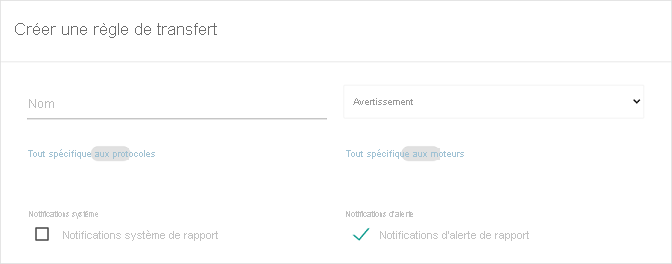 Créer une règle de transfert
Nom
Avertissement
Tout spécifique aux protocoles
Tout spécifique aux moteurs
Notifications système
Notifications d'alerte
Notifications système de rapport
Notifications d'alerte de rapport